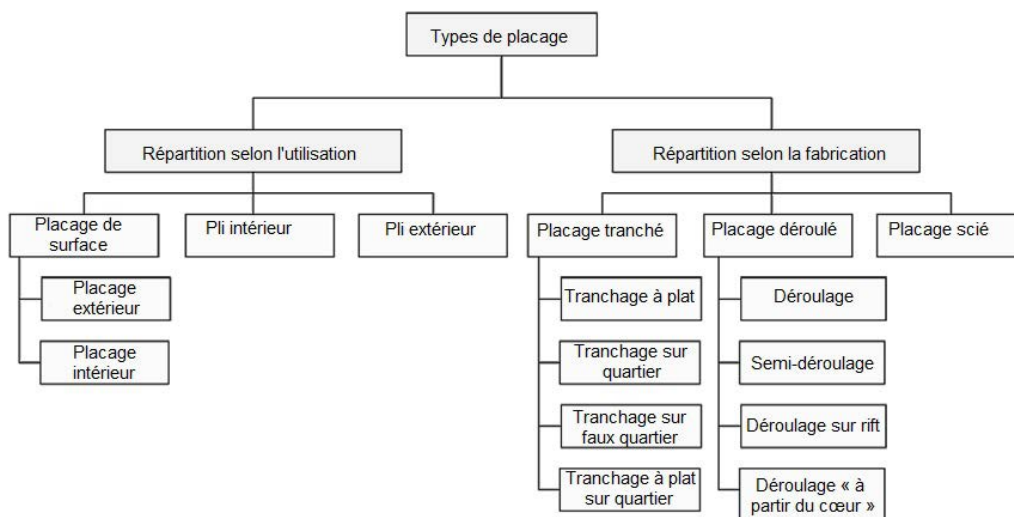 Types de placage
Répartition selon l'utilisation
Répartition selon la fabrication
Placage de
surface
Pli intérieur
Pli extérieur
Placage tranché
Placage déroulé
Placage scié
Placage
extérieur
Placage
intérieur
Tranchage à plat
Tranchage sur
quartier
Tranchage sur
faux quartier
Tranchage à plat
sur quartier
Déroulage
Semi-déroulage
Déroulage sur rift
Déroulage « à
partir du cœur »